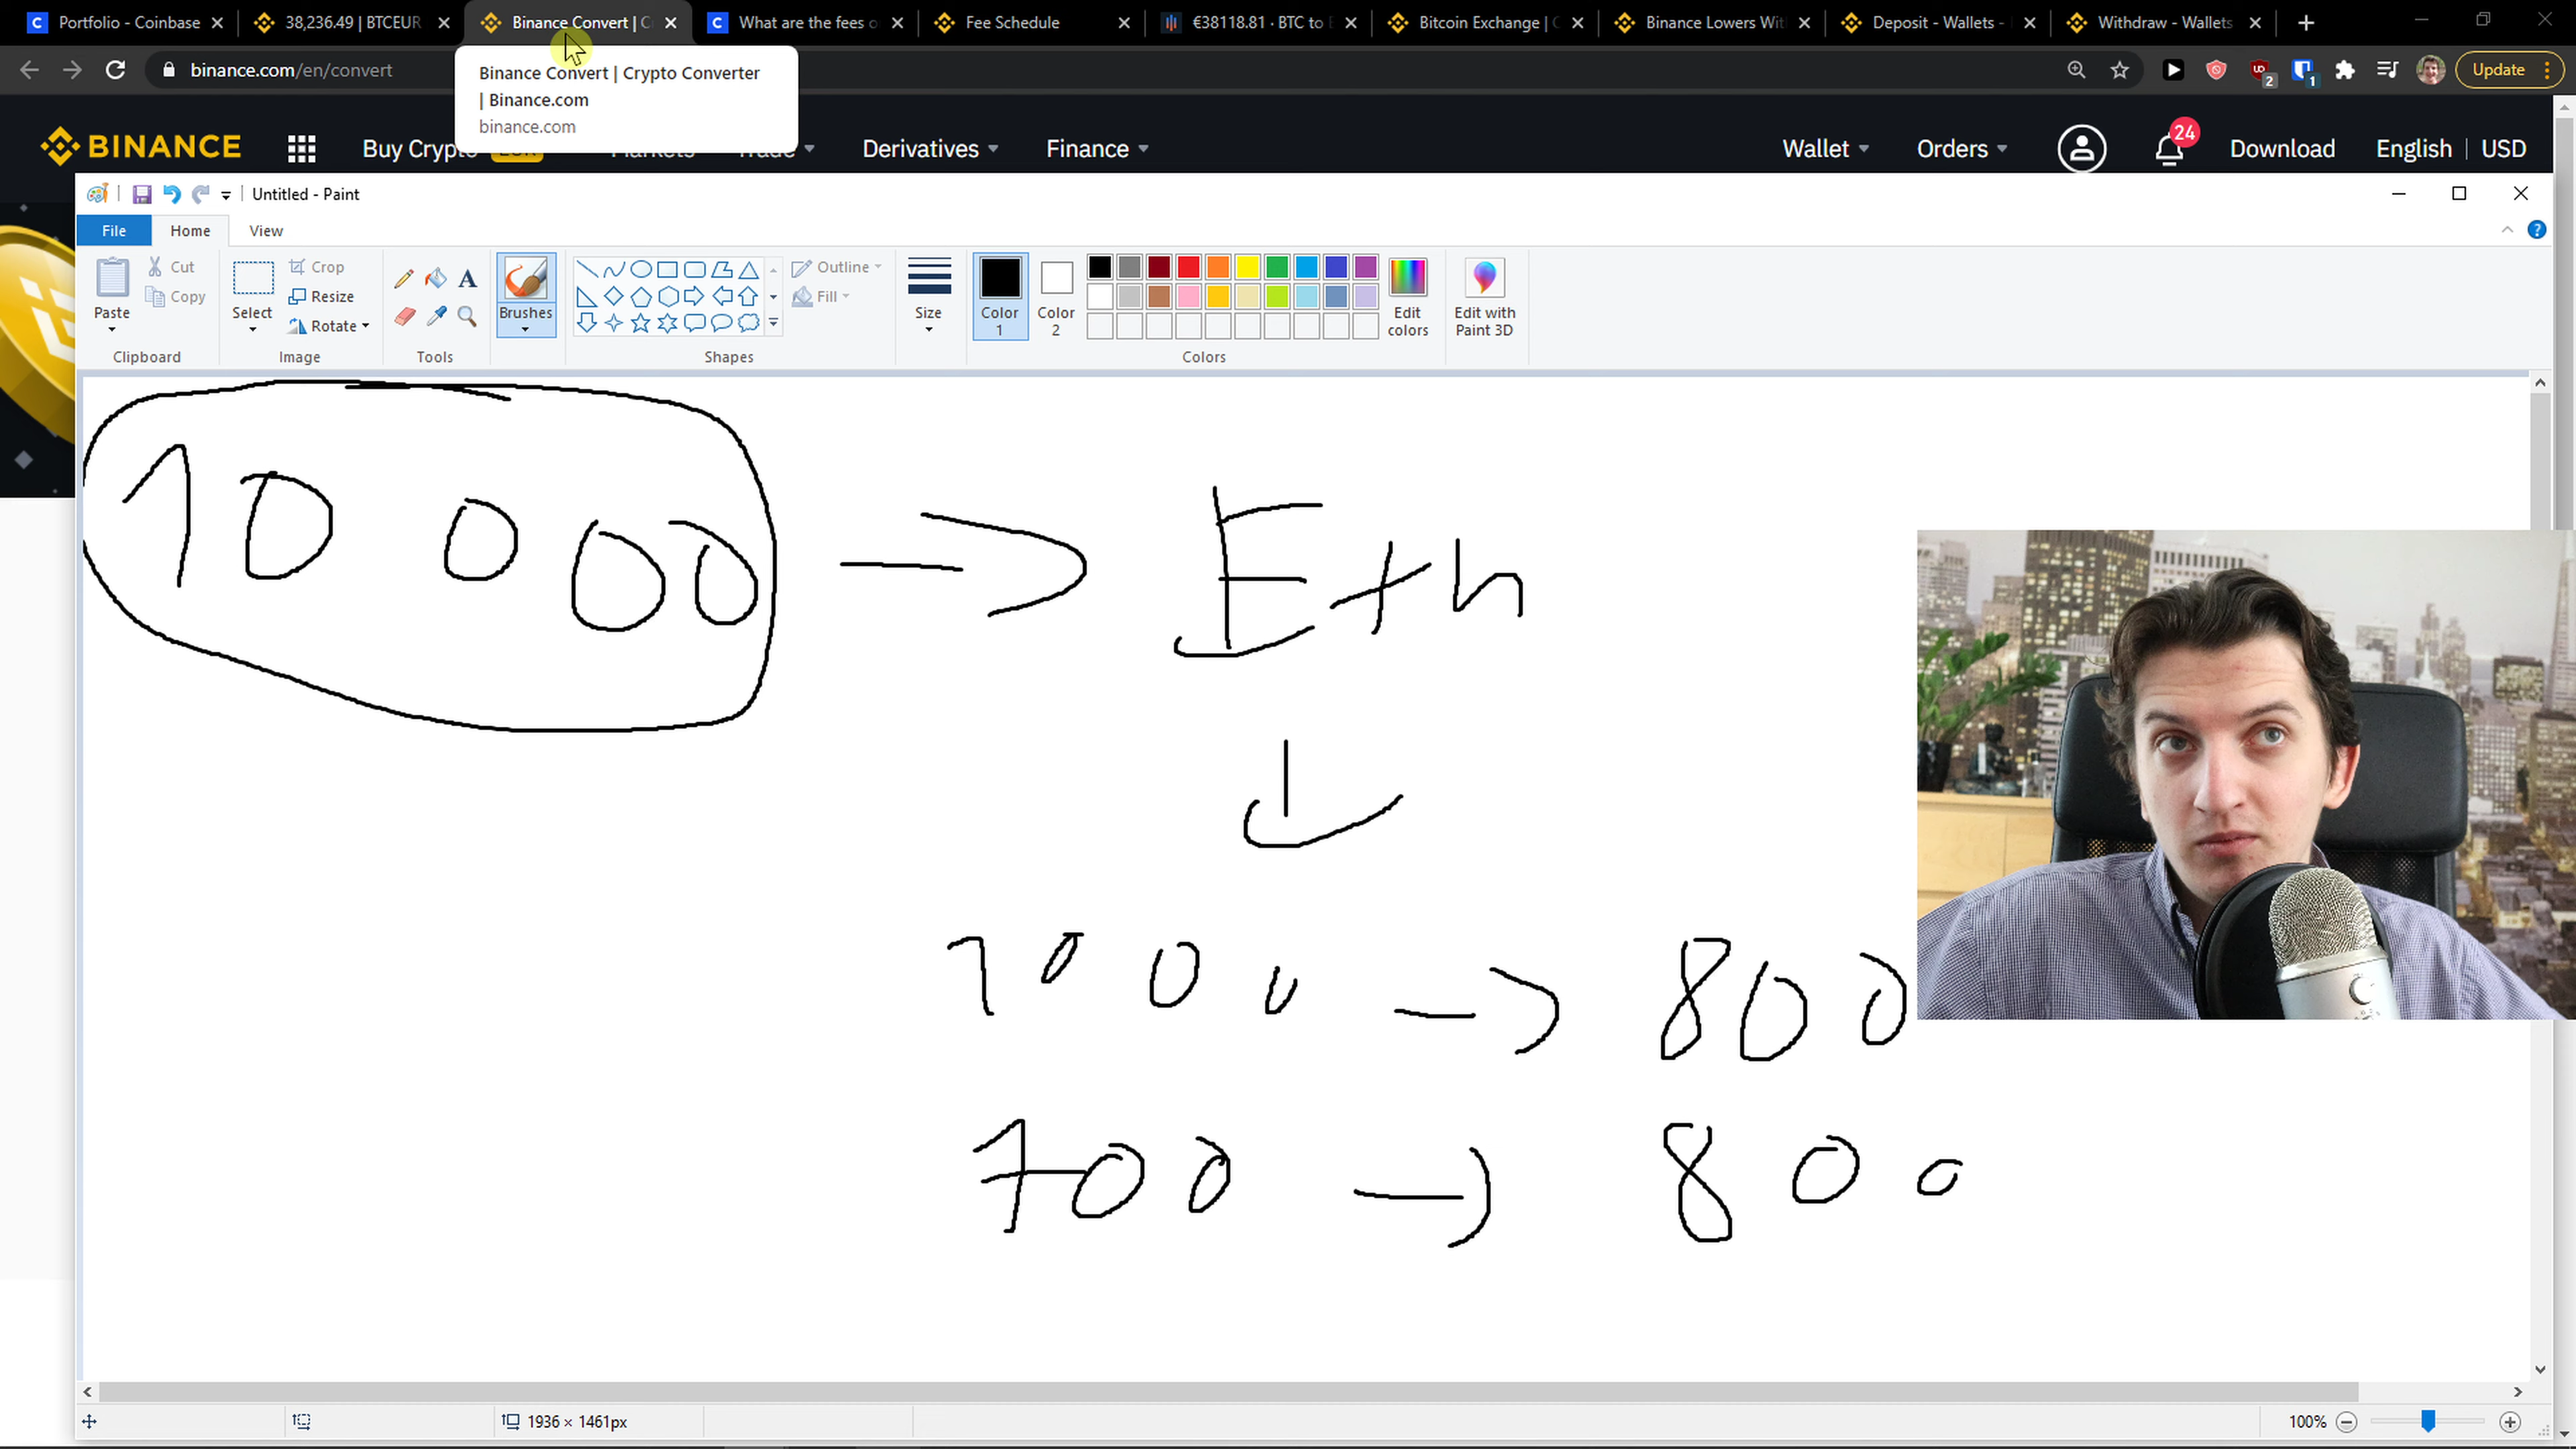 Portfolio - Coinbase
38,236.49 | BTCEUR
Binance Convert | C
What are the fees o
Fee Schedule
€38118.81 · BTC to
Bitcoin Exchange | C
Binance Lowers Wit
Deposit - Wallets -
Withdraw - Wallets
binance.com/en/convert
Update
Binance Convert | Crypto Converter
| Binance.com
binance.com
BINANCE
Buy Crypto
Markets
Trade
Derivatives
Finance
Wallet
Orders
24
Download
English | USD
Untitled - Paint
File
Home
View
Paste
Cut
Copy
Clipboard
Select
Crop
Resize
Rotate
Image
Tools
Brushes
Shapes
Outline
Fill
Size
Color
1
Color
2
Edit
colors
Colors
Edit with
Paint 3D
10 000 → Eth
1000 → 800
700 → 800
1936 × 1461px
100%